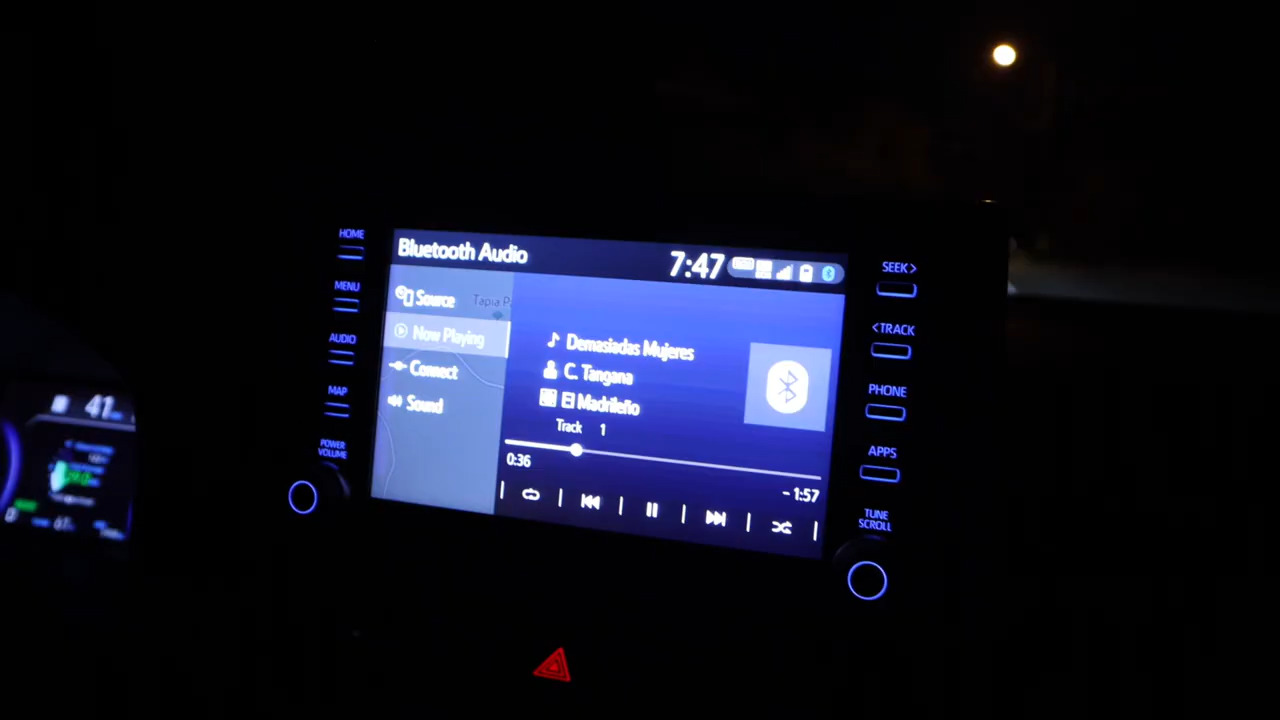 HOME
MENU
AUDIO
MAP
POWER
VOLUME
Bluetooth Audio
7:47
Source
Tapia P
Now Playing
Connect
Sound
Demasiadas Mujeres
C. Tangana
El Madrileño
Track 1
0:36
-1:57
SEEK>
<TRACK
PHONE
APPS
TUNE
SCROLL
41